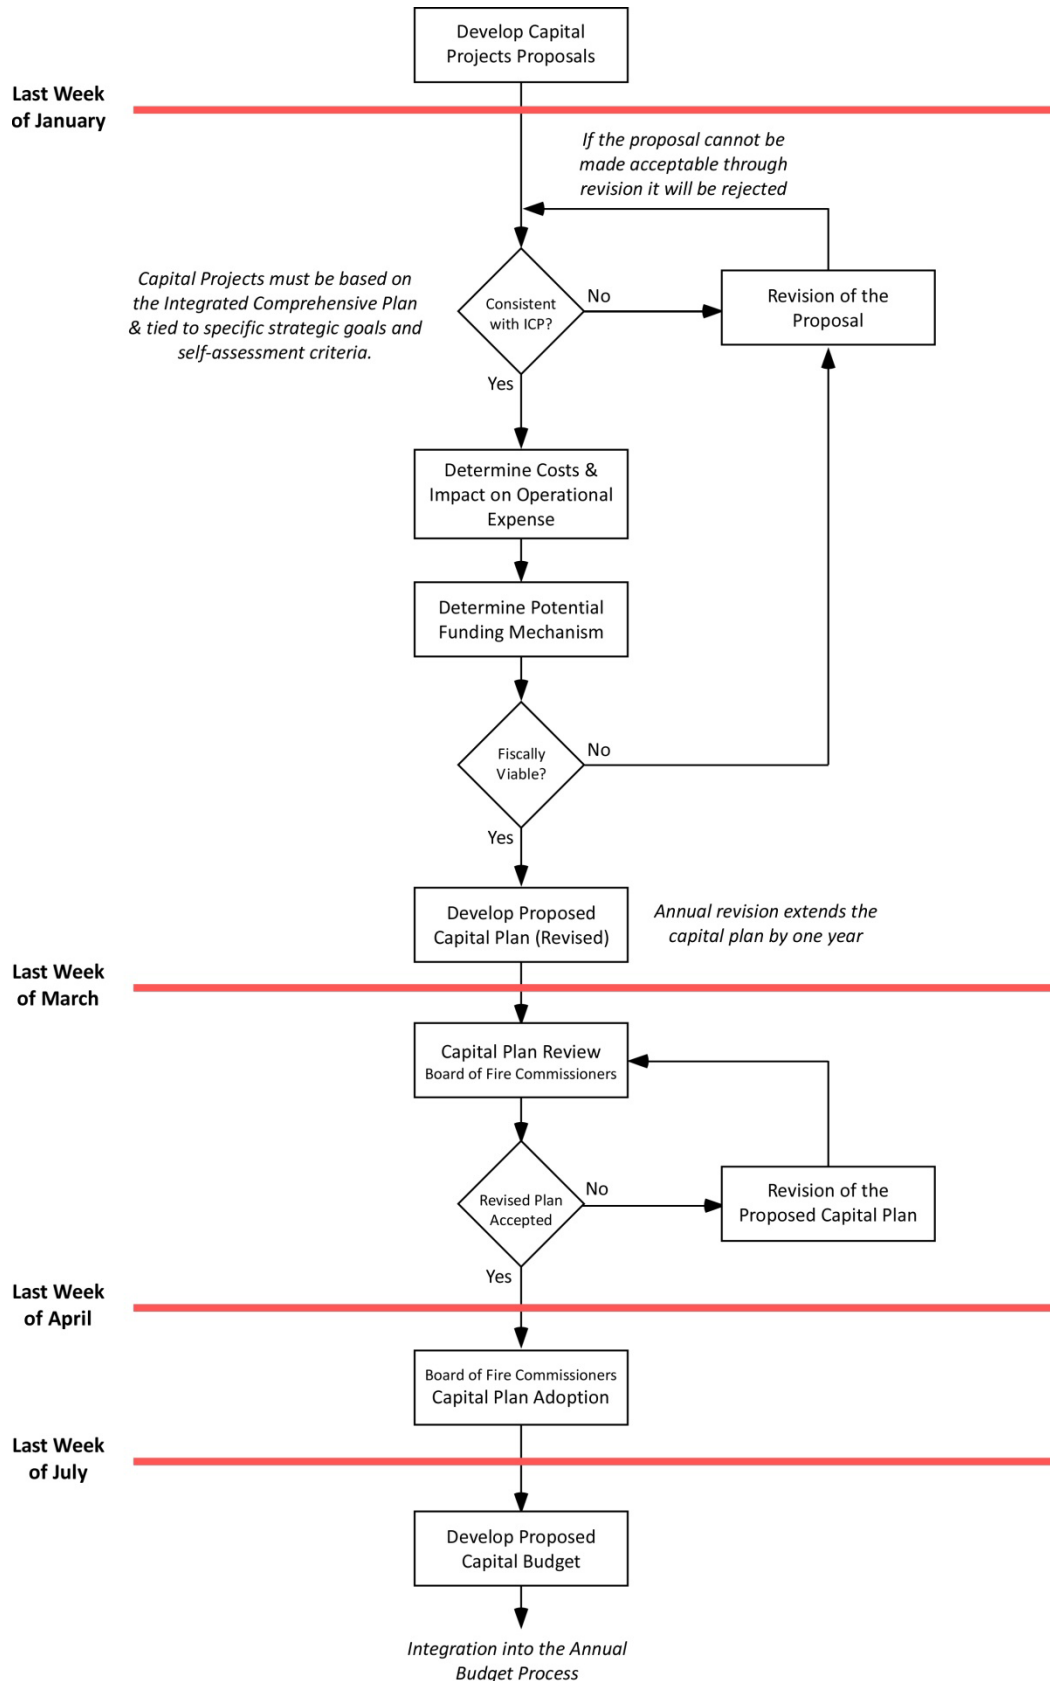 Develop Capital
Projects Proposals
Last Week
of January
If the proposal cannot be
made acceptable through
revision it will be rejected
Capital Projects must be based on
the Integrated Comprehensive Plan
& tied to specific strategic goals and
self-assessment criteria.
Consistent
with ICP?
No
Revision of the
Proposal
Yes
Determine Costs &
Impact on Operational
Expense
Determine Potential
Funding Mechanism
Fiscally
Viable?
No
Yes
Develop Proposed
Capital Plan (Revised)
Annual revision extends the
capital plan by one year
Last Week
of March
Capital Plan Review
Board of Fire Commissioners
Revised Plan
Accepted
No
Revision of the
Proposed Capital Plan
Yes
Last Week
of April
Board of Fire Commissioners
Capital Plan Adoption
Last Week
of July
Develop Proposed
Capital Budget
Integration into the Annual
Budget Process